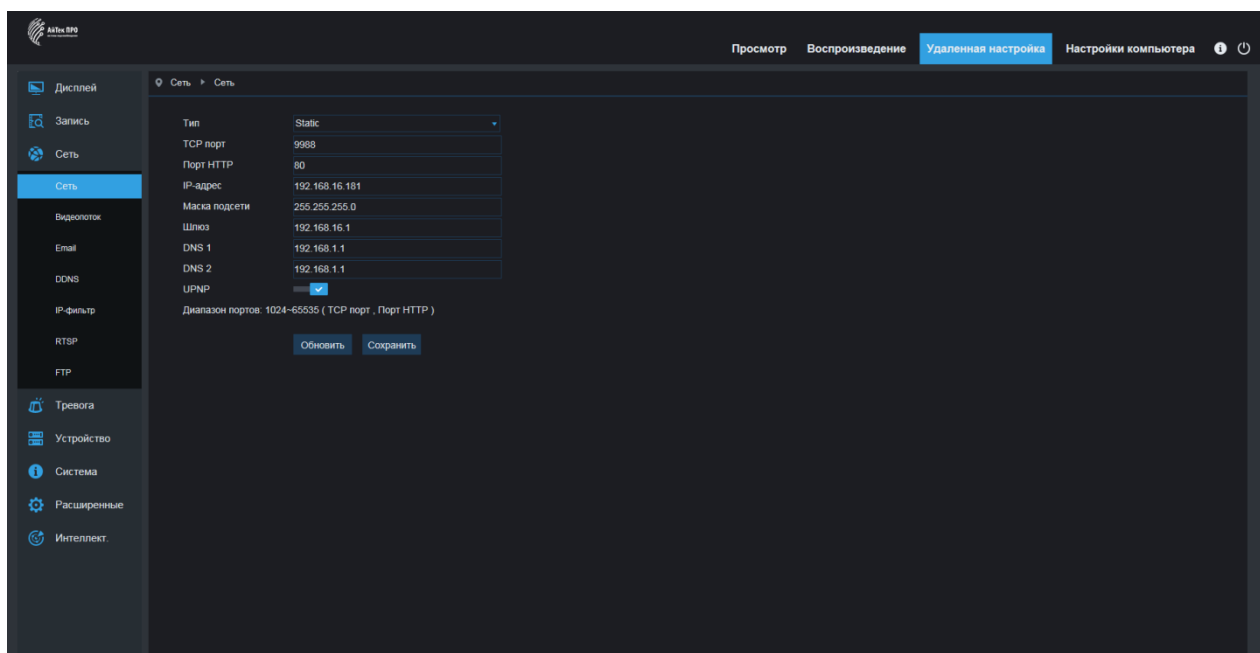 АйТек ПРО
Просмотр
Воспроизведение
Удаленная настройка
Настройки компьютера
Дисплей
Запись
Сеть
Сеть
Видеопоток
Email
DDNS
IP-фильтр
RTSP
FTP
Тревога
Устройство
Система
Расширенные
Интеллект.
Сеть Сеть
Тип Static
TCP порт 9988
Порт HTTP 80
IP-адрес 192.168.16.181
Маска подсети 255.255.255.0
Шлюз 192.168.16.1
DNS 1 192.168.1.1
DNS 2 192.168.1.1
UPNP
Диапазон портов: 1024~65535 ( TCP порт , Порт HTTP )
Обновить Сохранить